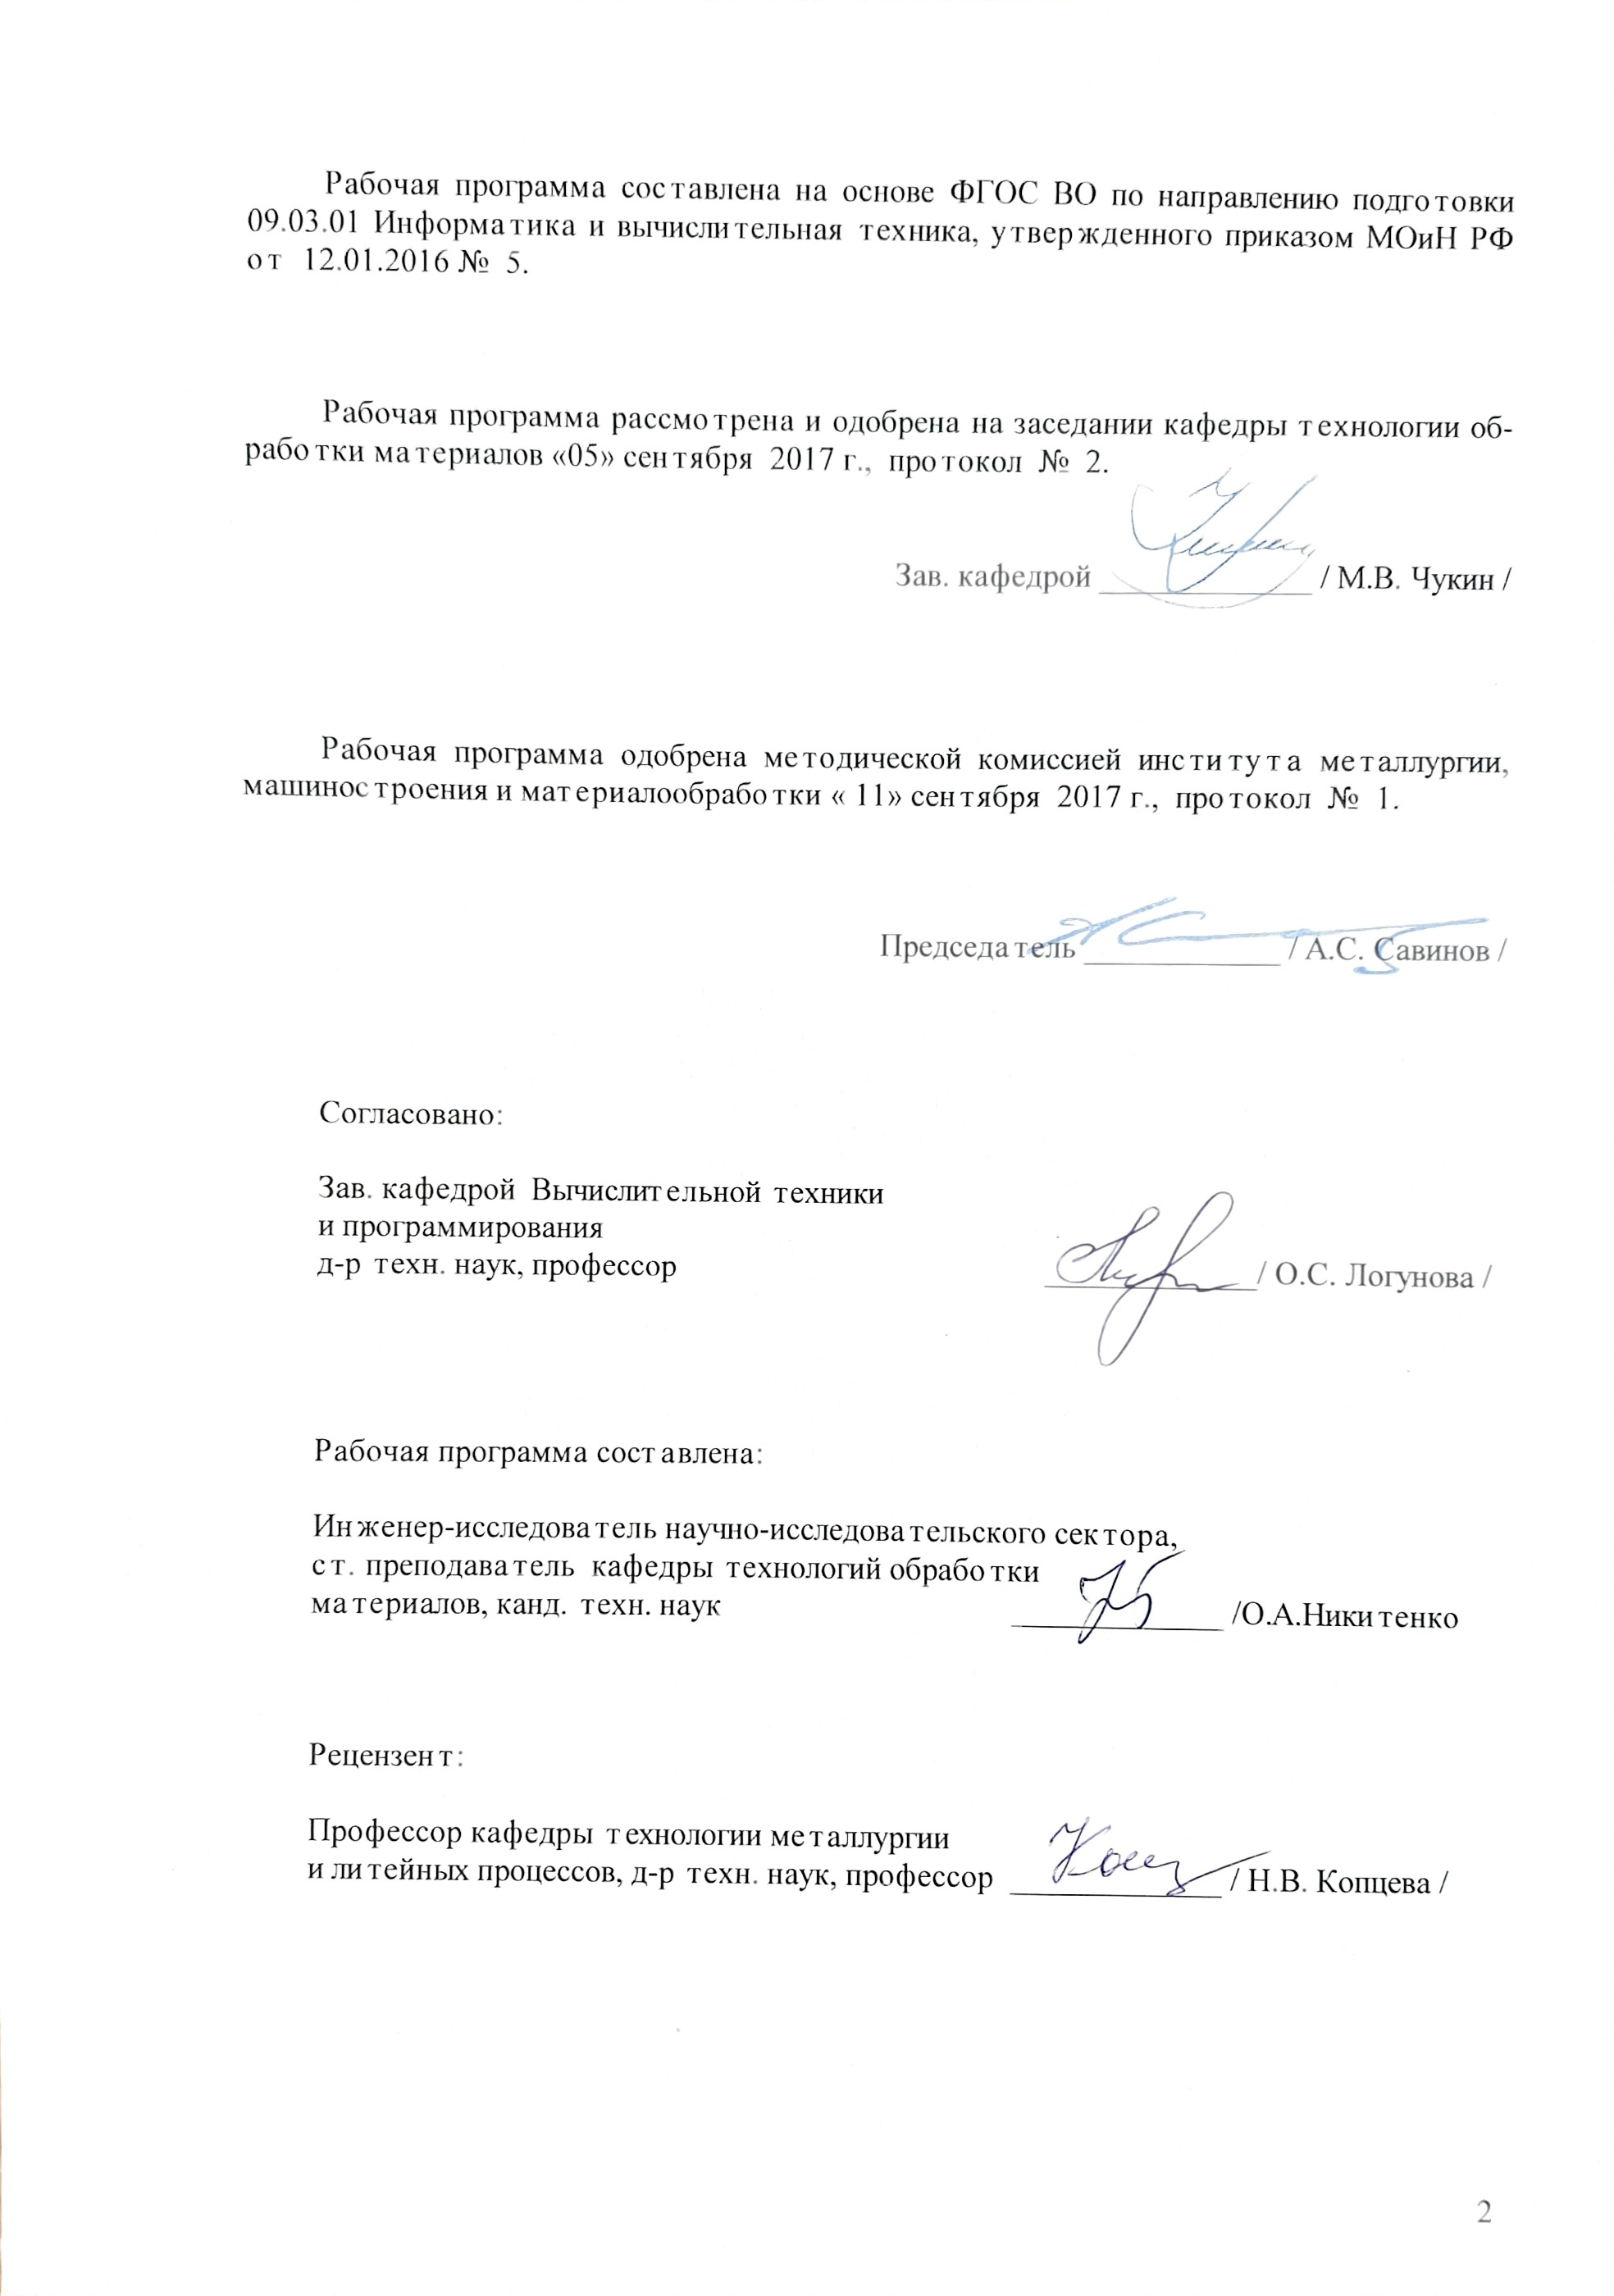 Рабочая программа составлена на основе ФГОС ВО по направлению подготовки
09.03.01 Информатика и вычислительная техника, утвержденного приказом МОиН РФ
от 12.01.2016 № 5.
Рабочая программа рассмотрена и одобрена на заседании кафедры технологии об-
работки материалов «05» сентября 2017 г., протокол № 2.
Зав. кафедрой ____________ / М.В. Чукин /
Рабочая программа одобрена методической комиссией института металлургии,
машиностроения и материалообработки « 11» сентября 2017 г., протокол № 1.
Председатель ____________ / А.С. Савинов /
Согласовано:
Зав. кафедрой Вычислительной техники
и программирования
д-р техн. наук, профессор ____________/ О.С. Логунова /
Рабочая программа составлена:
Инженер-исследователь научно-исследовательского сектора,
ст. преподаватель кафедры технологий обработки
материалов, канд. техн. наук ____________ /О.А.Никитенко
Рецензент:
Профессор кафедры технологии металлургии
и литейных процессов, д-р техн. наук, профессор ____________ / Н.В. Копцева /
2